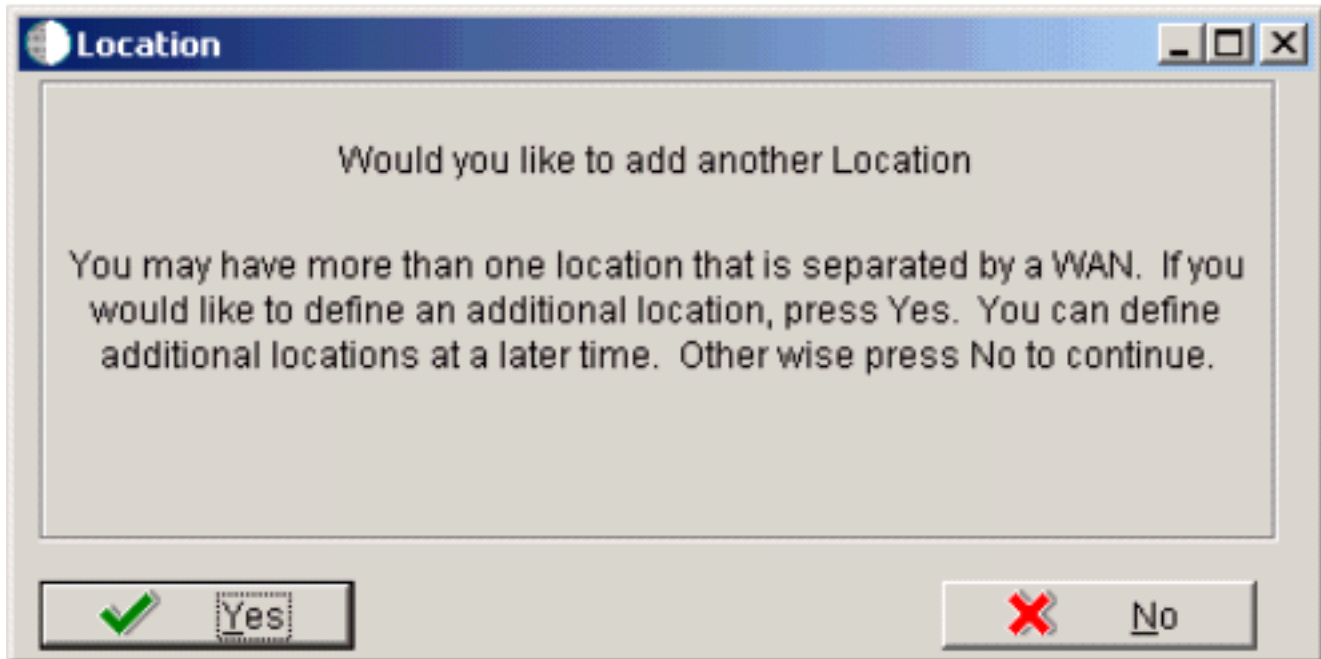 Location
Would you like to add another Location
You may have more than one location that is separated by a WAN.  If you
would like to define an additional location, press Yes.  You can define
additional locations at a later time.  Other wise press No to continue.
Yes
No